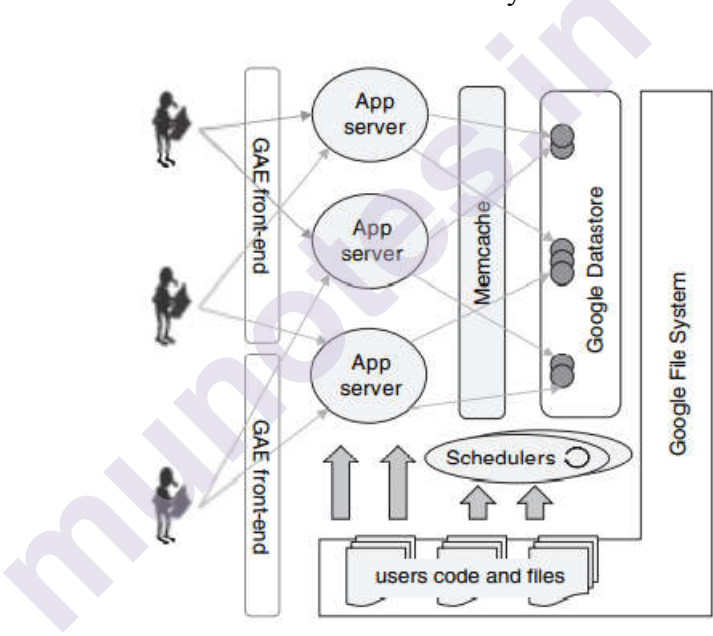 App
server
GAE front-end
App
server
Memcache
Google Datastore
App
server
Google File System
GAE front-end
Schedulers
users code and files
munotes.in